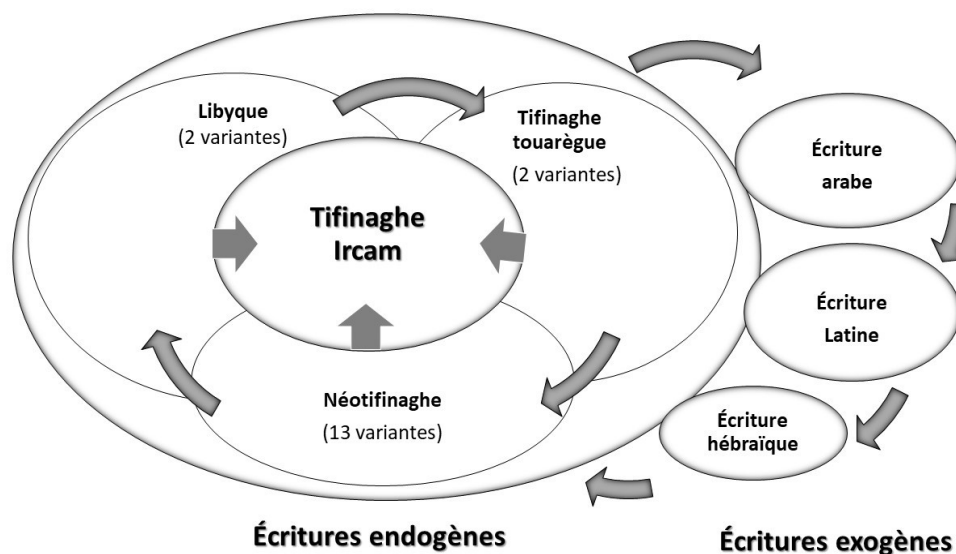 Libyque
(2 variantes)
Tifinaghe
touarègue
(2 variantes)
Tifinaghe
Ircam
Néotifinaghe
(13 variantes)
Écriture
arabe
Écriture
Latine
Écriture
hébraïque
Écritures endogènes
Écritures exogènes